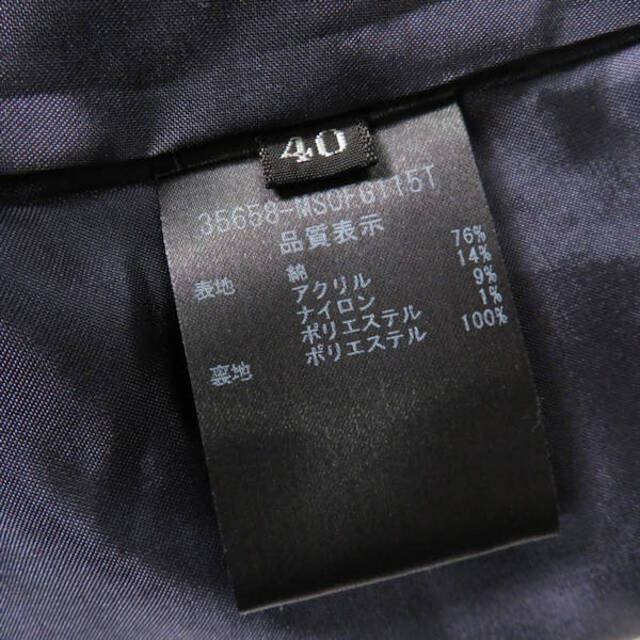 40
35658-MSOFG115T
品質表示
表地 綿 76%
アクリル 14%
ナイロン 9%
ポリエステル 1%
裏地 ポリエステル 100%